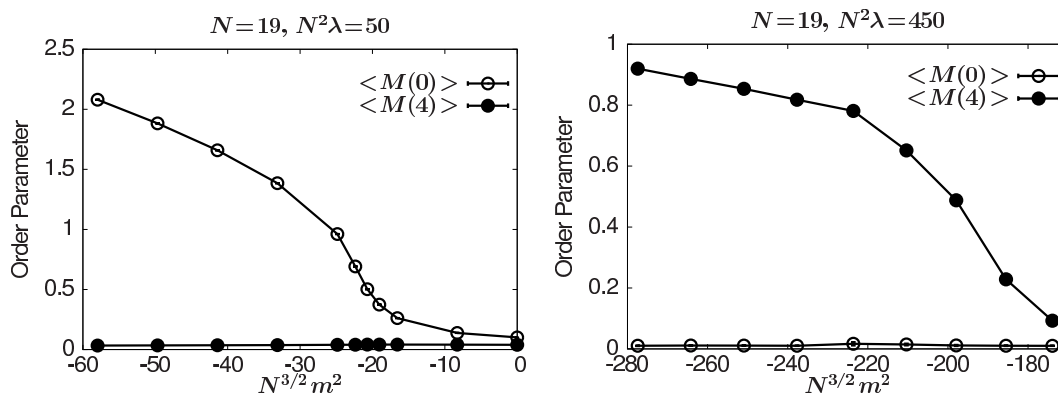 N=19, N²λ=50
2.5
2
1.5
1
0.5
0
Order Parameter
<M(0)>
<M(4)>
-60 -50 -40 -30 -20 -10 0
N^{3/2}m²
N=19, N²λ=450
1
0.8
0.6
0.4
0.2
0
Order Parameter
<M(0)>
<M(4)>
-280 -260 -240 -220 -200 -180
N^{3/2}m²